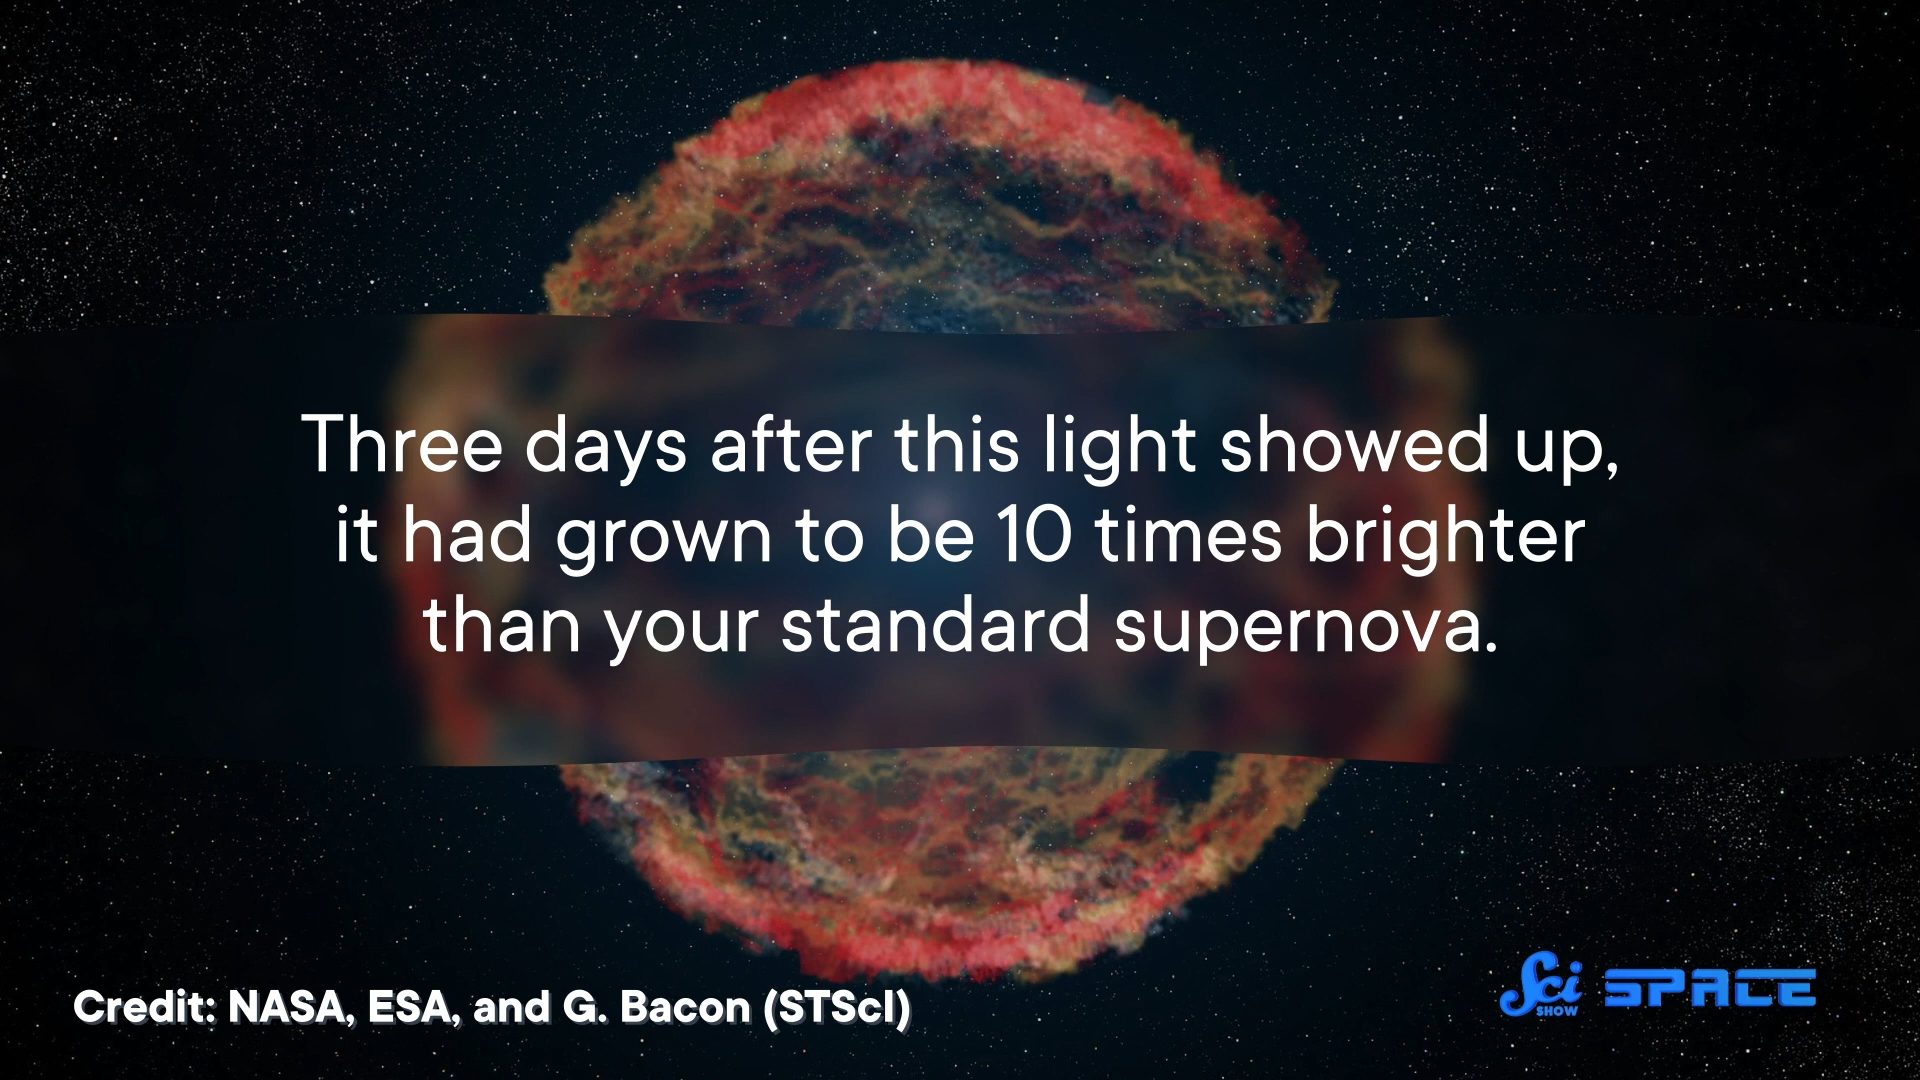 Three days after this light showed up,
it had grown to be 10 times brighter
than your standard supernova.
Credit: NASA, ESA, and G. Bacon (STScI)
Sci SHOW SPACE